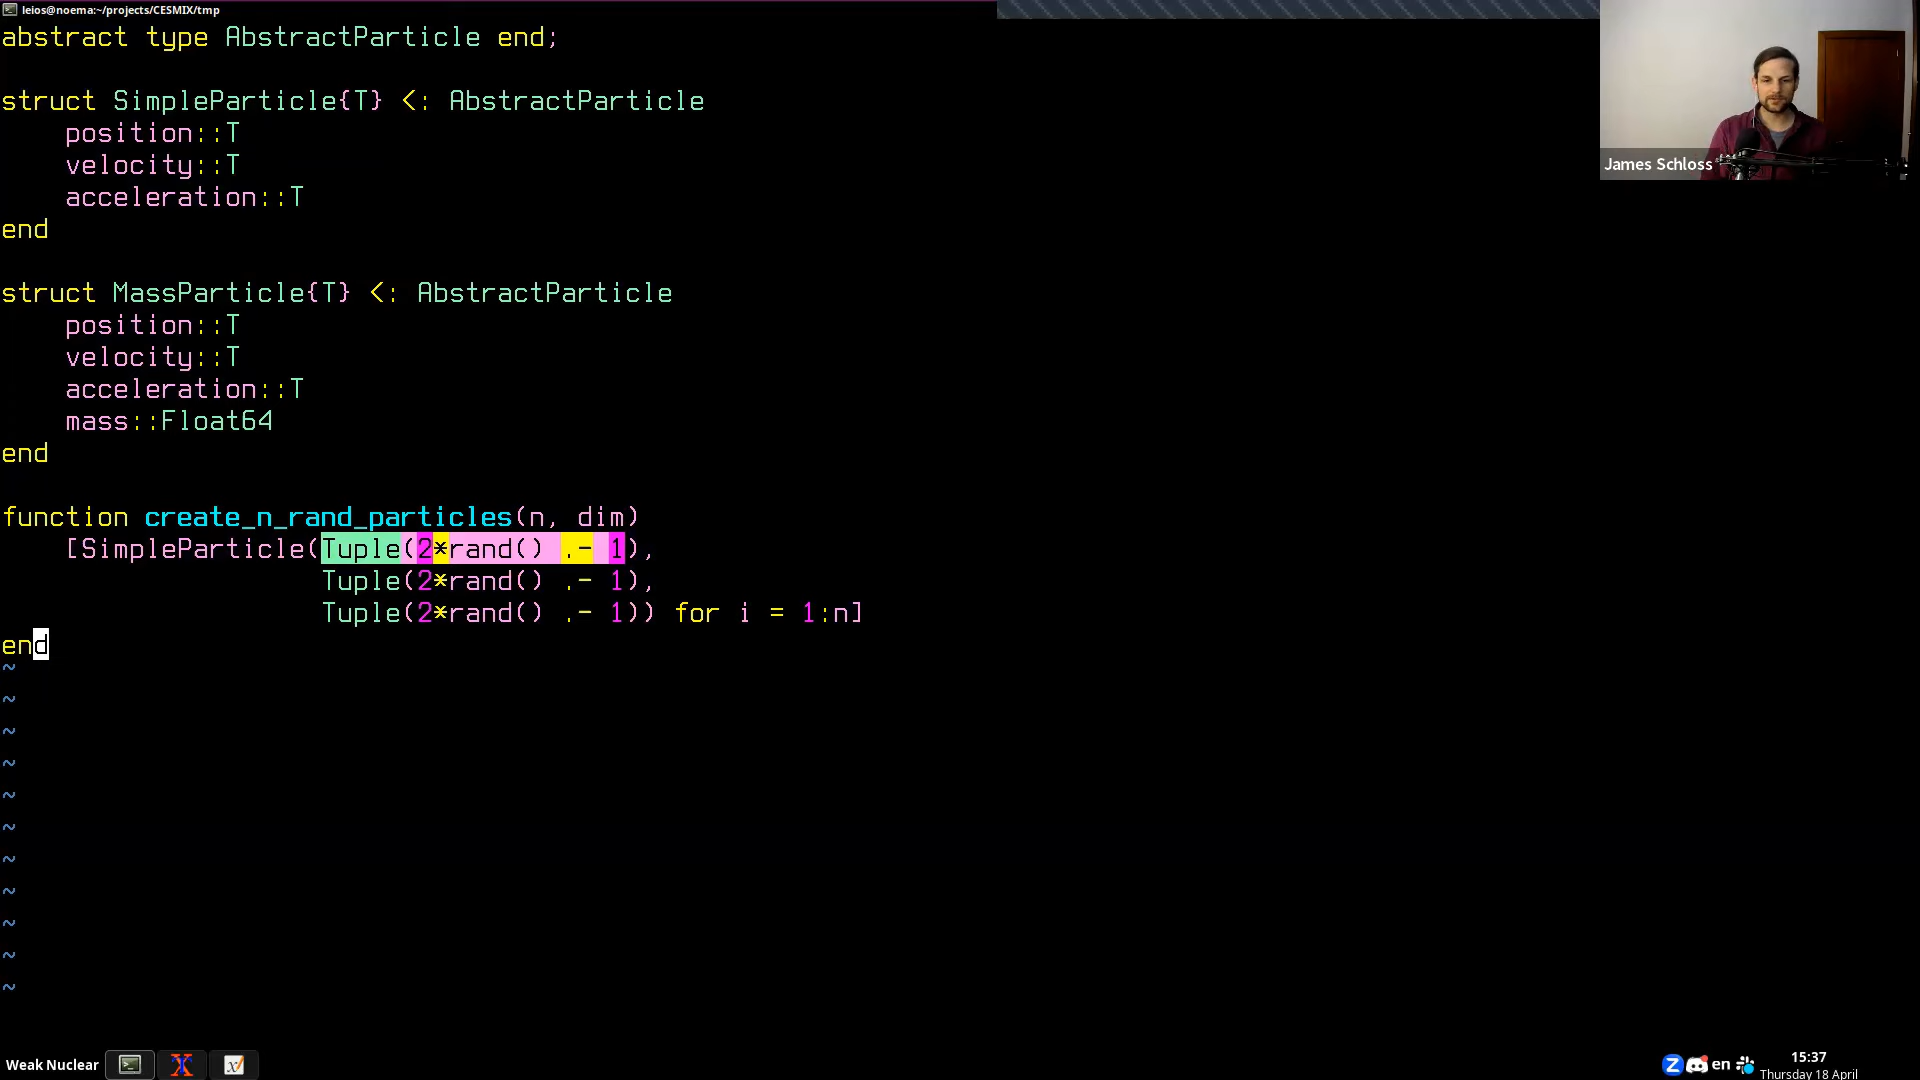 leios@noema:~/projects/CESMIX/tmp
abstract type AbstractParticle end;
struct SimpleParticle{T} <: AbstractParticle
    position::T
    velocity::T
    acceleration::T
end
struct MassParticle{T} <: AbstractParticle
    position::T
    velocity::T
    acceleration::T
    mass::Float64
end
function create_n_rand_particles(n, dim)
    [SimpleParticle(Tuple(2*rand() .- 1),
                    Tuple(2*rand() .- 1),
                    Tuple(2*rand() .- 1)) for i = 1:n]
end
~
~
~
~
~
~
~
~
~
~
~
James Schloss
Weak Nuclear
Z
en
15:37
Thursday 18 April